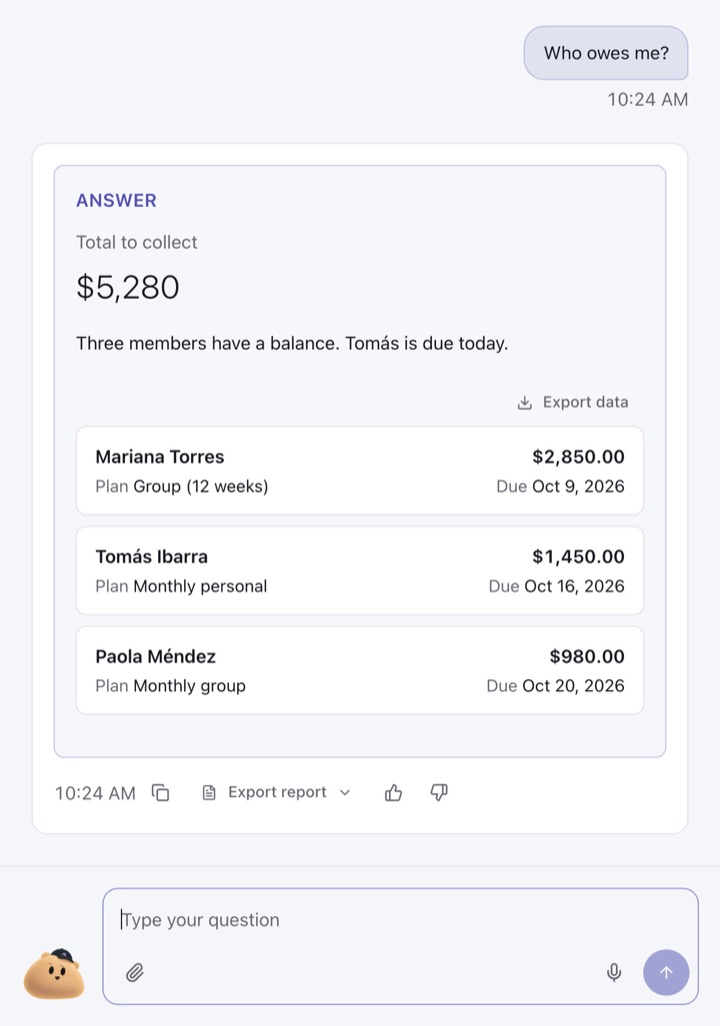 Who owes me?
10:24 AM
ANSWER
Total to collect
$5,280
Three members have a balance. Tomás is due today.
Export data
Mariana Torres $2,850.00
Plan Group (12 weeks) Due Oct 9, 2026
Tomás Ibarra $1,450.00
Plan Monthly personal Due Oct 16, 2026
Paola Méndez $980.00
Plan Monthly group Due Oct 20, 2026
10:24 AM Export report
Type your question